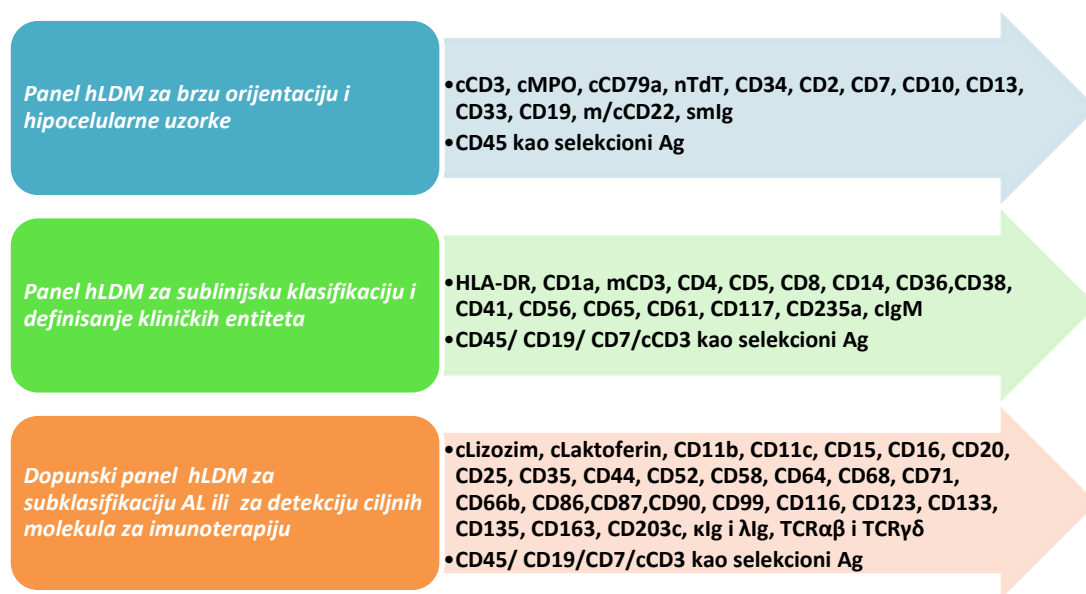 Panel hLDM za brzu orijentaciju i
hipocelularne uzorke
•cCD3, cMPO, cCD79a, nTdT, CD34, CD2, CD7, CD10, CD13,
CD33, CD19, m/cCD22, smIg
•CD45 kao selekcioni Ag
Panel hLDM za sublinijsku klasifikaciju i
definisanje kliničkih entiteta
•HLA-DR, CD1a, mCD3, CD4, CD5, CD8, CD14, CD36,CD38,
CD41, CD56, CD65, CD61, CD117, CD235a, cIgM
•CD45/ CD19/ CD7/cCD3 kao selekcioni Ag
Dopunski panel hLDM za
subklasifikaciju AL ili za detekciju ciljnih
molekula za imunoterapiju
•cLizozim, cLaktoferin, CD11b, CD11c, CD15, CD16, CD20,
CD25, CD35, CD44, CD52, CD58, CD64, CD68, CD71,
CD66b, CD86,CD87,CD90, CD99, CD116, CD123, CD133,
CD135, CD163, CD203c, κIg i λIg, TCRαβ i TCRγδ
•CD45/ CD19/CD7/cCD3 kao selekcioni Ag